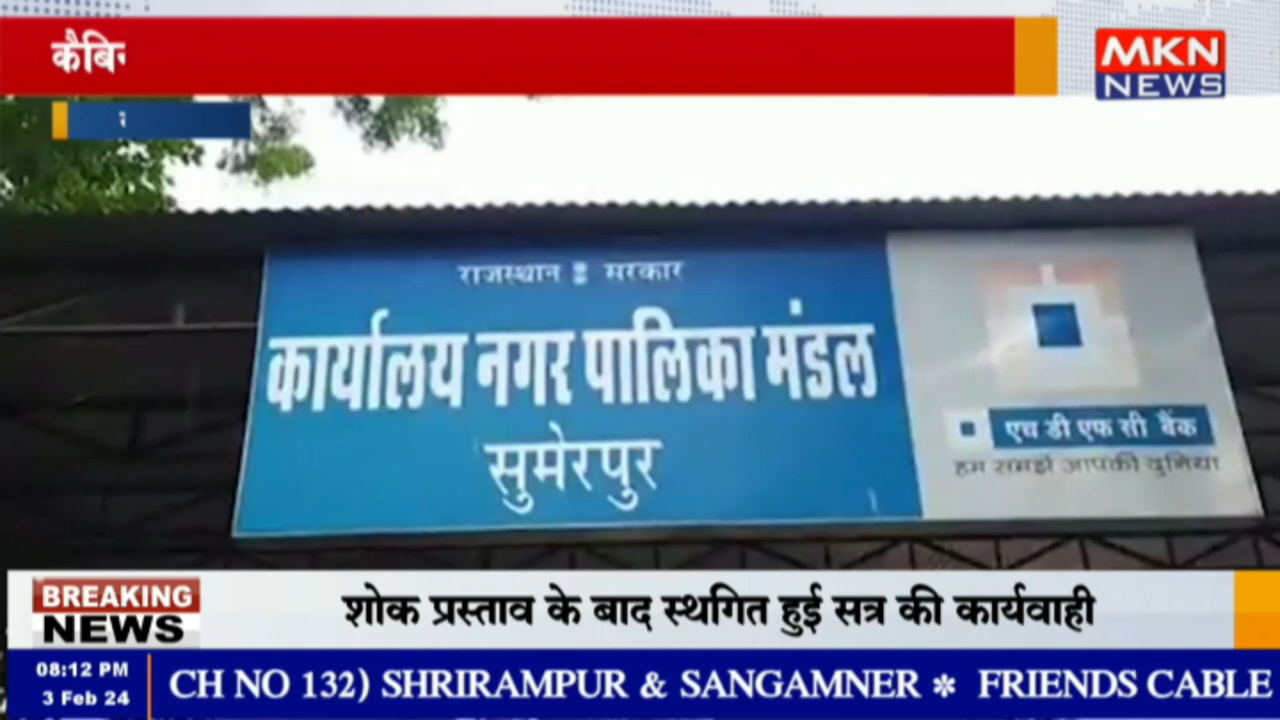 कैबि
MKN
NEWS
राजस्थान सरकार
कार्यालय नगर पालिका मंडल
सुमेरपुर
एच डी एफ सी बैंक
हम समझें आपकी दुनिया
BREAKING
NEWS
शोक प्रस्ताव के बाद स्थगित हुई सत्र की कार्यवाही
08:12 PM
3 Feb 24
CH NO 132) SHRIRAMPUR & SANGAMNER * FRIENDS CABLE